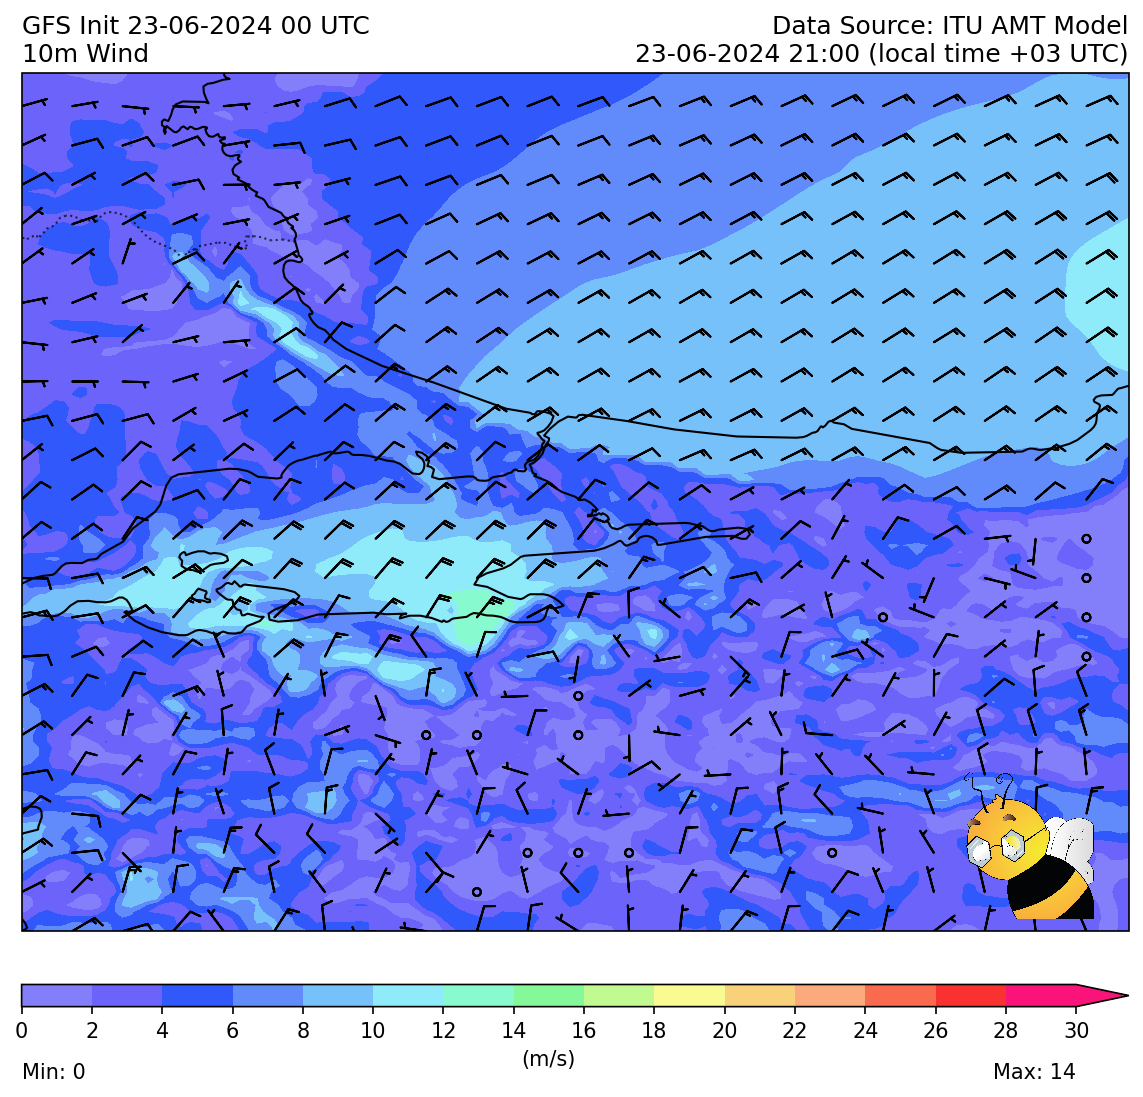 GFS Init 23-06-2024 00 UTC
Data Source: ITU AMT Model
10m Wind
23-06-2024 21:00 (local time +03 UTC)
0 2 4 6 8 10 12 14 16 18 20 22 24 26 28 30
(m/s)
Min: 0
Max: 14